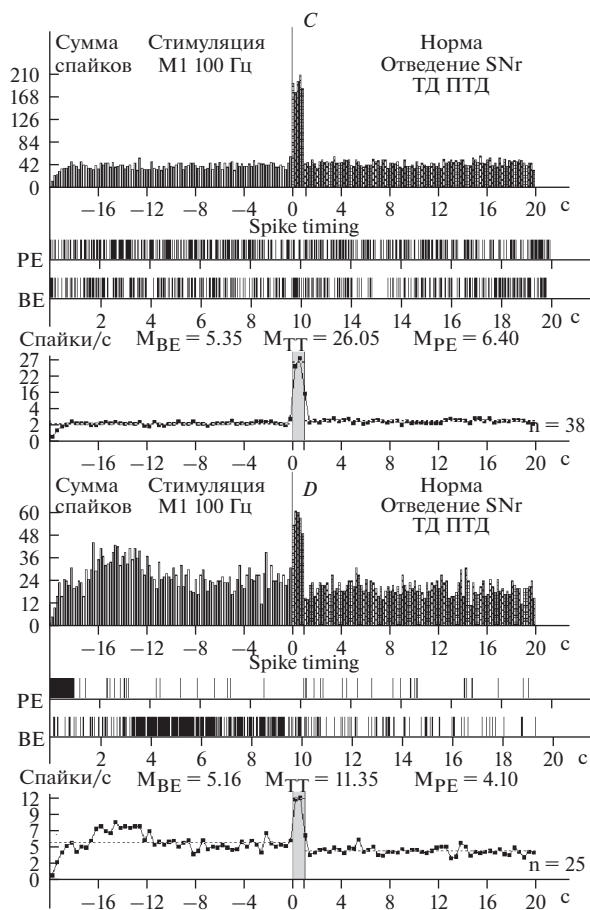 C
Сумма Стимуляция Норма
спайков М1 100 Гц Отведение SNr
ТД ПТД
210
168
126
84
42
0
−16 −12 −8 −4 0 4 8 12 16 20 с
Spike timing
PE
BE
2 4 6 8 10 12 14 16 18 20
с
Спайки/с M_BE = 5.35 M_TT = 26.05 M_PE = 6.40
27
22
16
4
2
0
n = 38
−16 −12 −8 −4 0 4 8 12 16 20 с
D
Сумма Стимуляция Норма
спайков М1 100 Гц Отведение SNr
ТД ПТД
60
48
36
24
12
0
−16 −12 −8 −4 0 4 8 12 16 20 с
Spike timing
PE
BE
2 4 6 8 10 12 14 16 18 20
с
Спайки/с M_BE = 5.16 M_TT = 11.35 M_PE = 4.10
12
9
7
5
2
0
n = 25
−16 −12 −8 −4 0 4 8 12 16 20 с